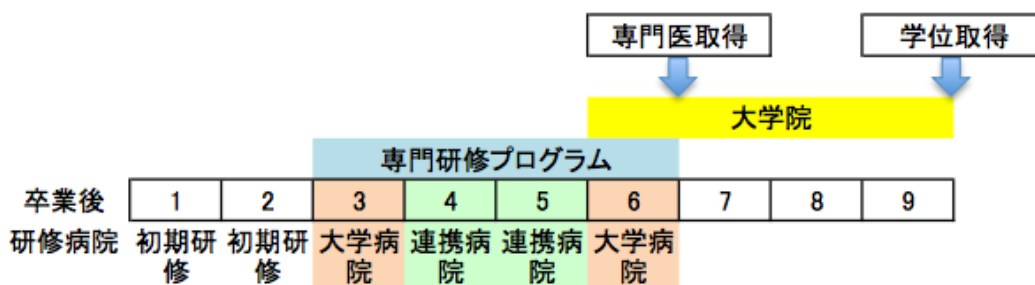 専門医取得 学位取得
大学院
専門研修プログラム
卒業後 1 2 3 4 5 6 7 8 9
研修病院 初期研修 初期研修 大学病院 連携病院 連携病院 大学病院